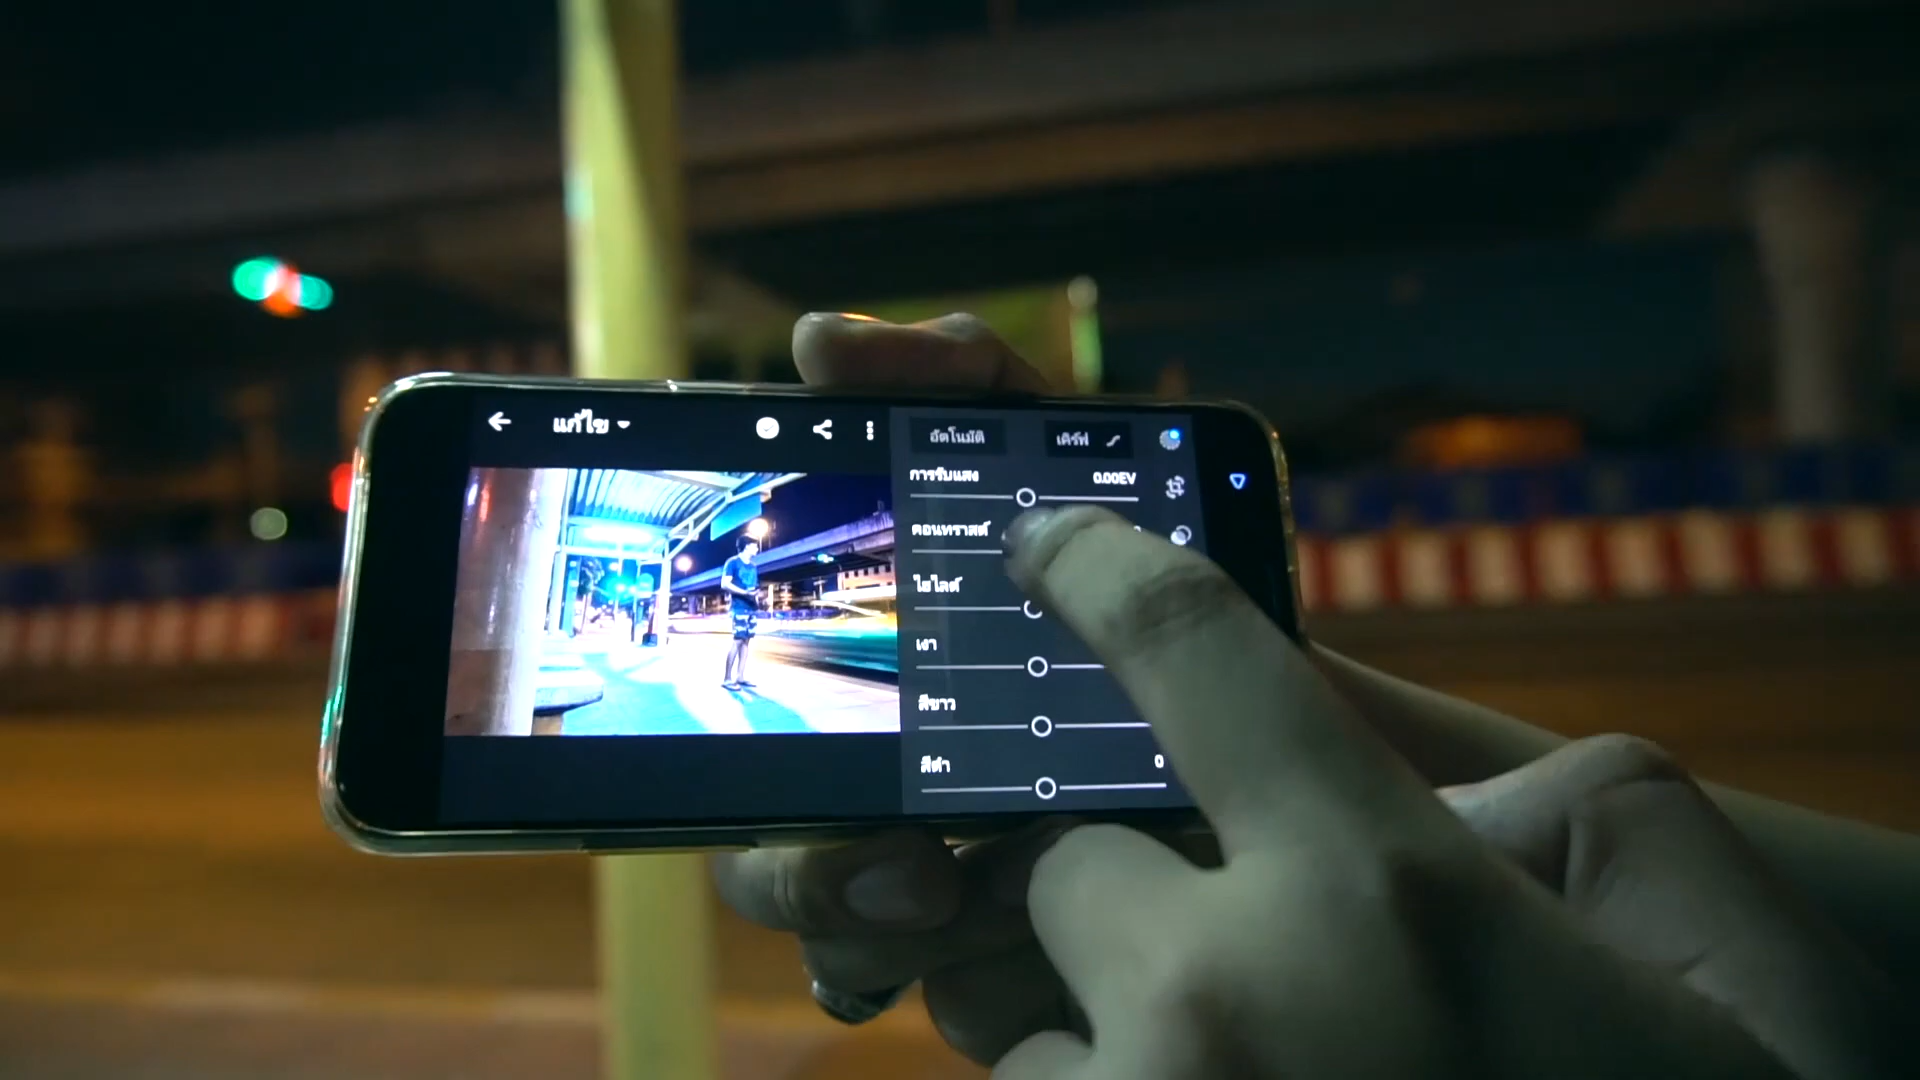 แก้ไข
อัตโนมัติ
เคิร์ฟ
การรับแสง
0.00EV
คอนทราสต์
ไฮไลต์
เงา
สีขาว
สีดำ
0